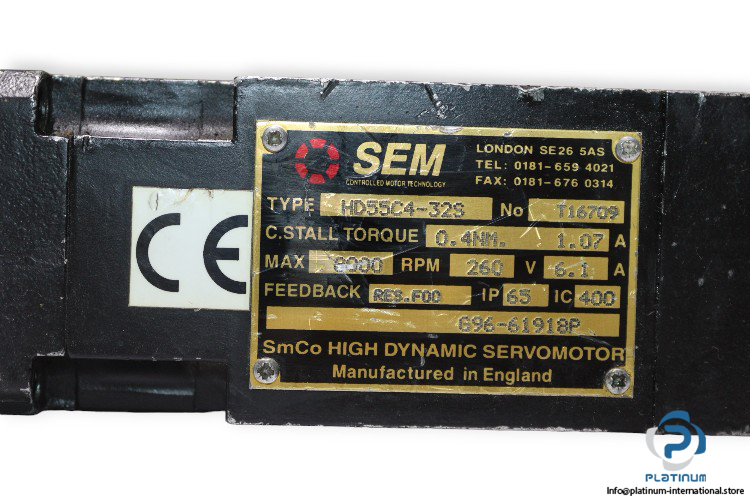 SEM
CONTROLLED MOTOR TECHNOLOGY
LONDON SE26 5AS
TEL: 0181-659 4021
FAX: 0181-676 0314
TYPE HD55C4-32S No T16709
C.STALL TORQUE 0.4NM. 1.07 A
MAX RPM 260 V 6.1 A
FEEDBACK RES.F00 IP 65 IC 400
G96-61918P
SmCo HIGH DYNAMIC SERVOMOTOR
Manufactured in England
CE
PLATINUM
Info@platinum-international.store